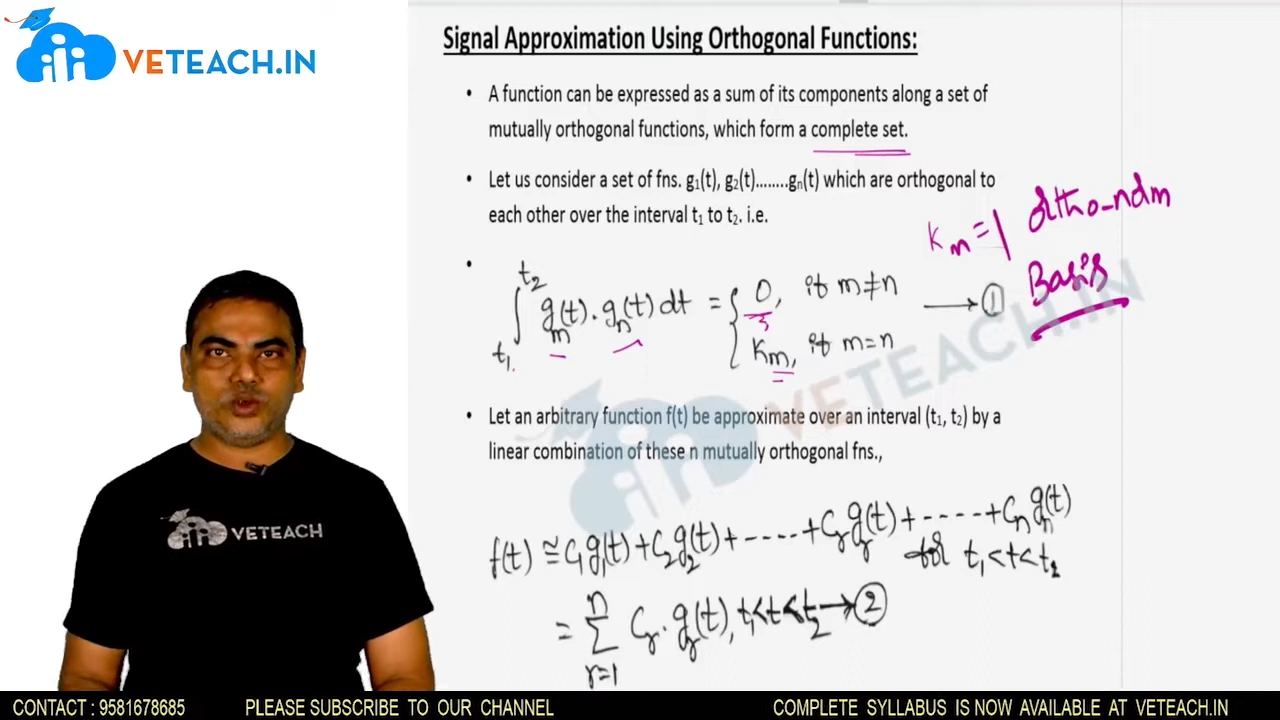 VETEACH.IN
Signal Approximation Using Orthogonal Functions:
• A function can be expressed as a sum of its components along a set of
mutually orthogonal functions, which form a complete set.
• Let us consider a set of fns. g₁(t), g₂(t)........gₙ(t) which are orthogonal to
each other over the interval t₁ to t₂. i.e.
Kₘ=1 ortho-ndm
Basis
•
∫ₜ₁ᵗ² gₘ(t).gₙ(t) dt = { 0, if m≠n → ①
Kₘ, if m=n
• Let an arbitrary function f(t) be approximate over an interval (t₁, t₂) by a
linear combination of these n mutually orthogonal fns.,
f(t) ≅ C₁g₁(t)+C₂g₂(t)+-----+Cᵣgᵣ(t)+-----+Cₙgₙ(t)
for t₁<t<t₂
= ∑ᵣ₌₁ⁿ Cᵣ.gᵣ(t), t₁<t<t₂→②
VETEACH.IN
VETEACH
CONTACT : 9581678685 PLEASE SUBSCRIBE TO OUR CHANNEL COMPLETE SYLLABUS IS NOW AVAILABLE AT VETEACH.IN